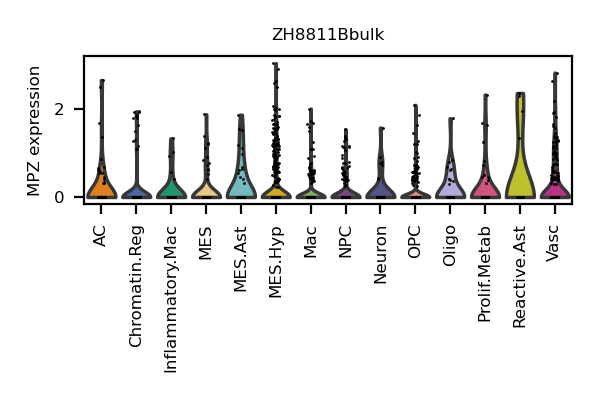 ZH8811Bbulk
MPZ expression
2
0
AC
Chromatin.Reg
Inflammatory.Mac
MES
MES.Ast
MES.Hyp
Mac
NPC
Neuron
OPC
Oligo
Prolif.Metab
Reactive.Ast
Vasc